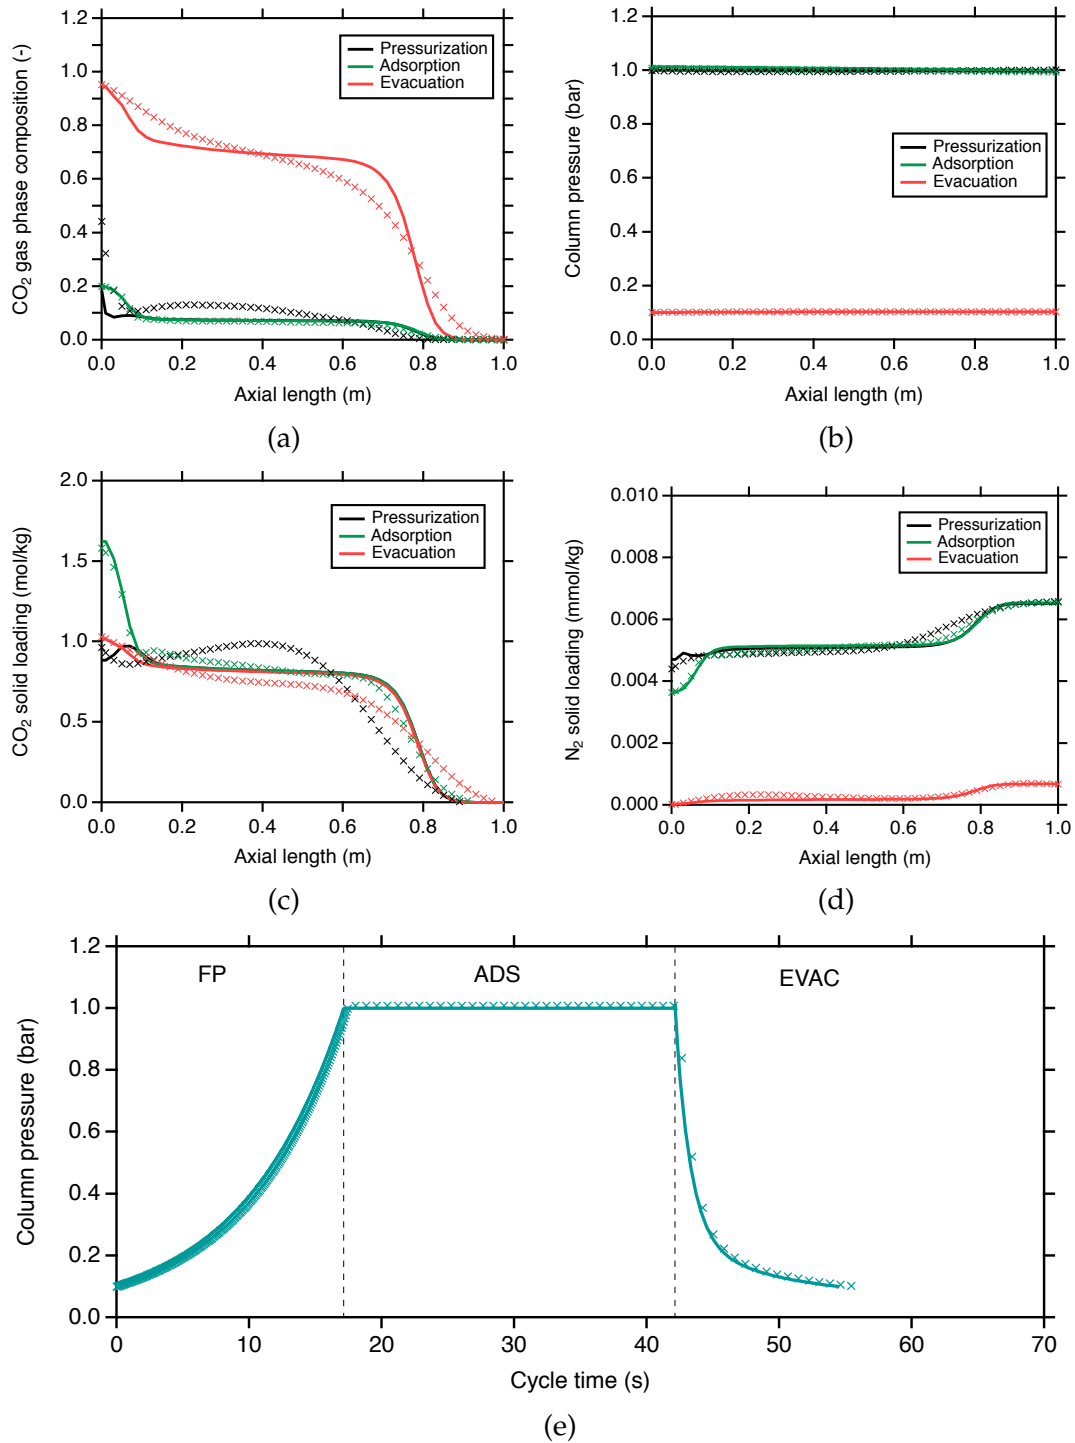 1.2
1.0
0.8
0.6
0.4
0.2
0.0
CO2 gas phase composition (-)
Pressurization
Adsorption
Evacuation
0.0 0.2 0.4 0.6 0.8 1.0
Axial length (m)
(a)
1.2
1.0
0.8
0.6
0.4
0.2
0.0
Column pressure (bar)
Pressurization
Adsorption
Evacuation
0.0 0.2 0.4 0.6 0.8 1.0
Axial length (m)
(b)
2.0
1.5
1.0
0.5
0.0
CO2 solid loading (mol/kg)
Pressurization
Adsorption
Evacuation
0.0 0.2 0.4 0.6 0.8 1.0
Axial length (m)
(c)
0.010
0.008
0.006
0.004
0.002
0.000
N2 solid loading (mmol/kg)
Pressurization
Adsorption
Evacuation
0.0 0.2 0.4 0.6 0.8 1.0
Axial length (m)
(d)
1.2
1.0
0.8
0.6
0.4
0.2
0.0
Column pressure (bar)
FP ADS EVAC
0 10 20 30 40 50 60 70
Cycle time (s)
(e)